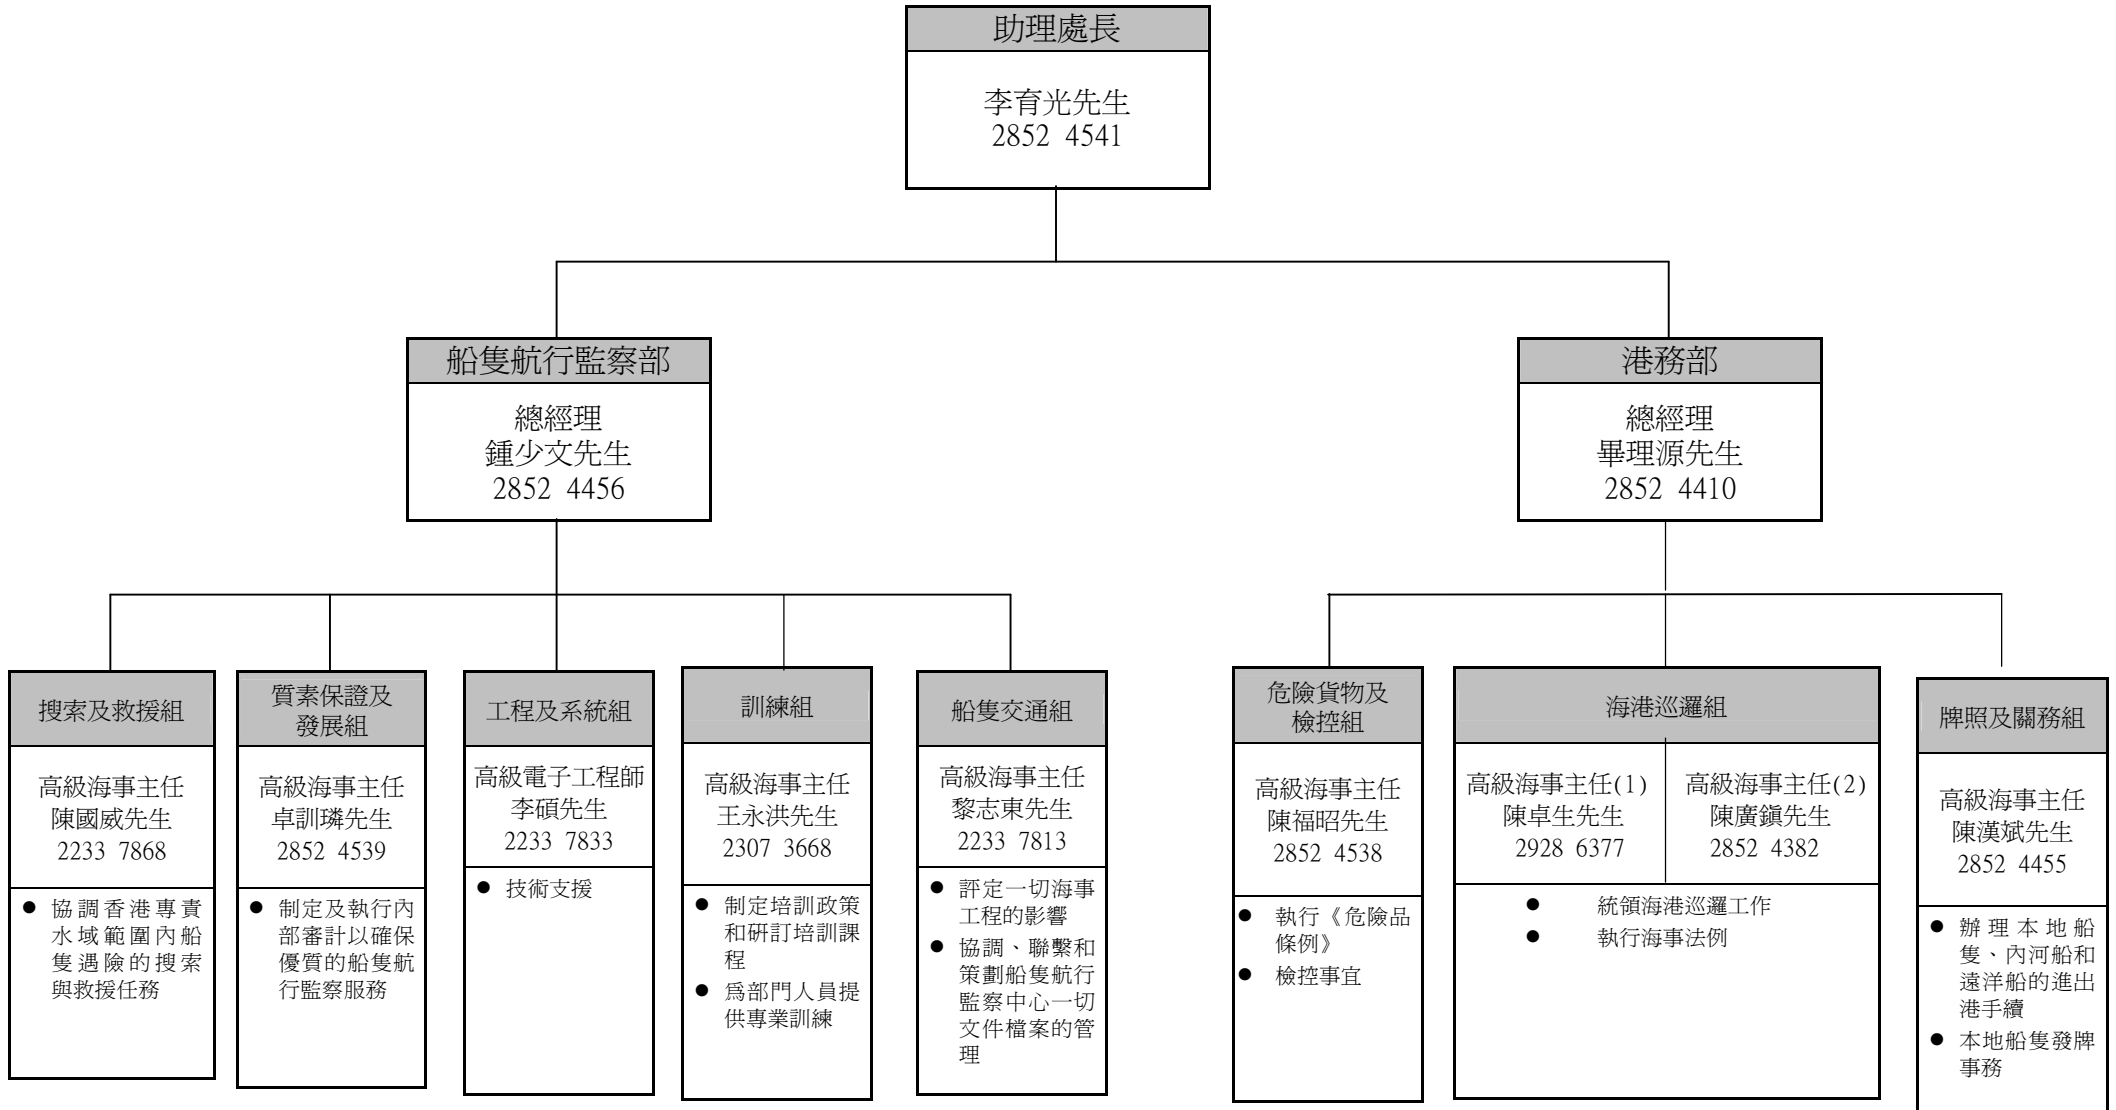 助理處長
李育光先生
2852 4541
船隻航行監察部
總經理
鍾少文先生
2852 4456
港務部
總經理
畢理源先生
2852 4410
搜索及救援組
高級海事主任
陳國威先生
2233 7868
● 協調香港專責
水域範圍內船
隻遇險的搜索
與救援任務
質素保證及
發展組
高級海事主任
卓訓璘先生
2852 4539
● 制定及執行內
部審計以確保
優質的船隻航
行監察服務
工程及系統組
高級電子工程師
李碩先生
2233 7833
● 技術支援
訓練組
高級海事主任
王永洪先生
2307 3668
● 制定培訓政策
和研訂培訓課
程
● 為部門人員提
供專業訓練
船隻交通組
高級海事主任
黎志東先生
2233 7813
● 評定一切海事
工程的影響
● 協調、聯繫和
策劃船隻航行
監察中心一切
文件檔案的管
理
危險貨物及
檢控組
高級海事主任
陳福昭先生
2852 4538
● 執行《危險品
條例》
● 檢控事宜
海港巡邏組
高級海事主任(1)
陳卓生先生
2928 6377
高級海事主任(2)
陳廣鎭先生
2852 4382
● 統領海港巡邏工作
● 執行海事法例
牌照及關務組
高級海事主任
陳漢斌先生
2852 4455
● 辦理本地船
隻、內河船和
遠洋船的進出
港手續
● 本地船隻發牌
事務